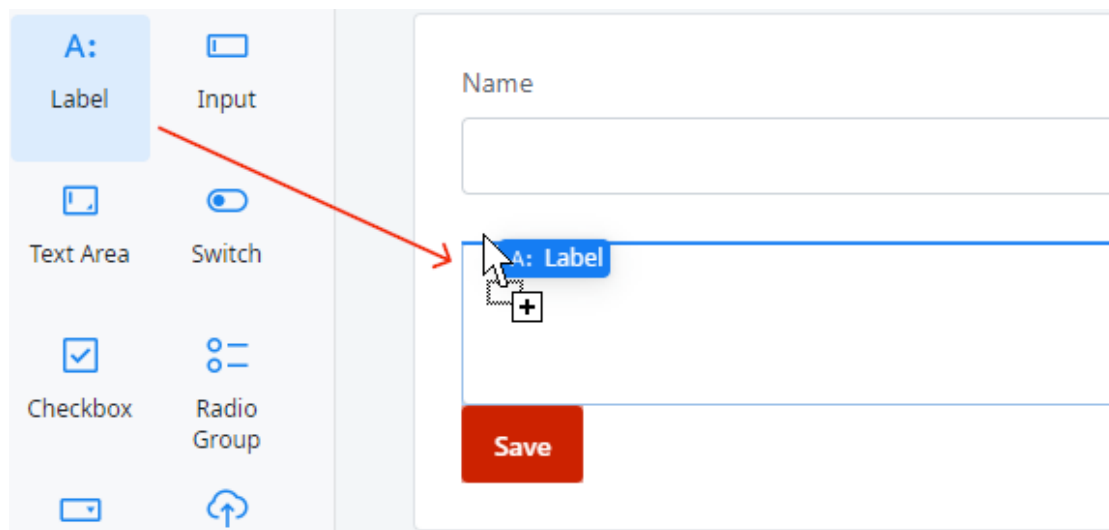 A:
Label
Input
Text Area
Switch
Checkbox
Radio
Group
Name
A: Label
Save